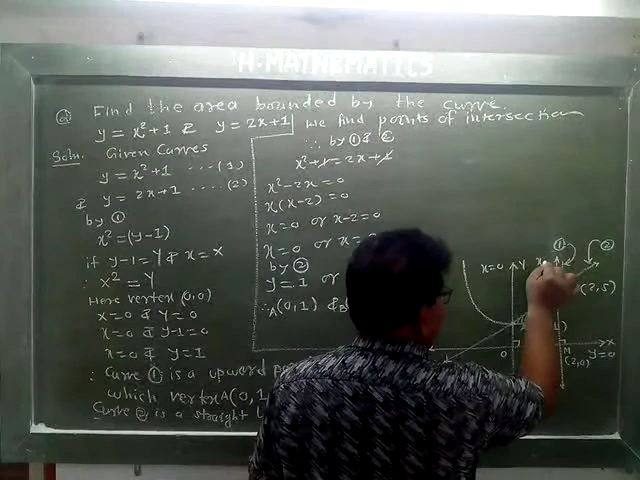 H-MATHEMATICS
Q Find the area bounded by the curve.
y = x²+1 & y = 2x+1
Soln. Given Curves
y = x²+1 ....(1)
& y = 2x+1 ....(2)
by ①
x² = (y-1)
if y-1 = Y & x = X
∴ X² = Y
Here vertex (0,0)
X=0 & Y=0
x=0 & y-1=0
x=0 & y=1
∴ Curve ① is a upward
which vertex A(0,1
Curve ② is a straight
We find points of intersection
∵ by ① & ②
x²+1 = 2x+1
x²-2x=0
x(x-2)=0
x=0 or x-2=0
x=0 or x=
by ②
y=1 or
∴ A(0,1) & B
x=0 Y
① ②
(2,5)
O M X
(2,0) y=0